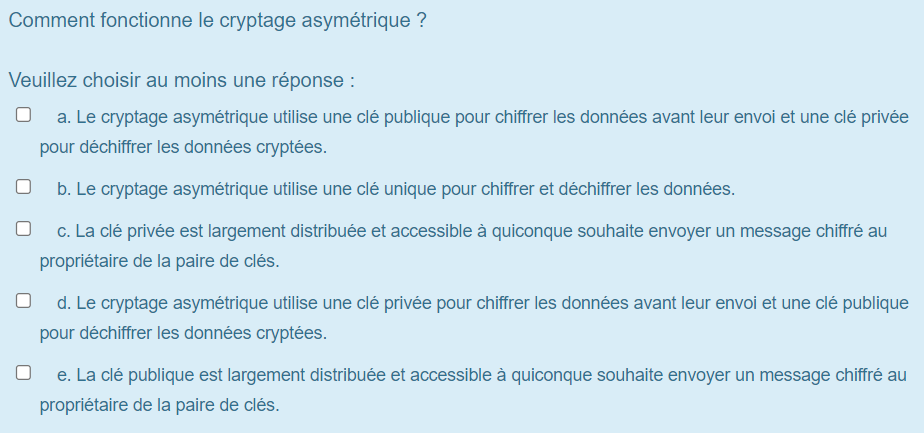 Comment fonctionne le cryptage asymétrique ?
Veuillez choisir au moins une réponse :
a. Le cryptage asymétrique utilise une clé publique pour chiffrer les données avant leur envoi et une clé privée
pour déchiffrer les données cryptées.
b. Le cryptage asymétrique utilise une clé unique pour chiffrer et déchiffrer les données.
c. La clé privée est largement distribuée et accessible à quiconque souhaite envoyer un message chiffré au
propriétaire de la paire de clés.
d. Le cryptage asymétrique utilise une clé privée pour chiffrer les données avant leur envoi et une clé publique
pour déchiffrer les données cryptées.
e. La clé publique est largement distribuée et accessible à quiconque souhaite envoyer un message chiffré au
propriétaire de la paire de clés.